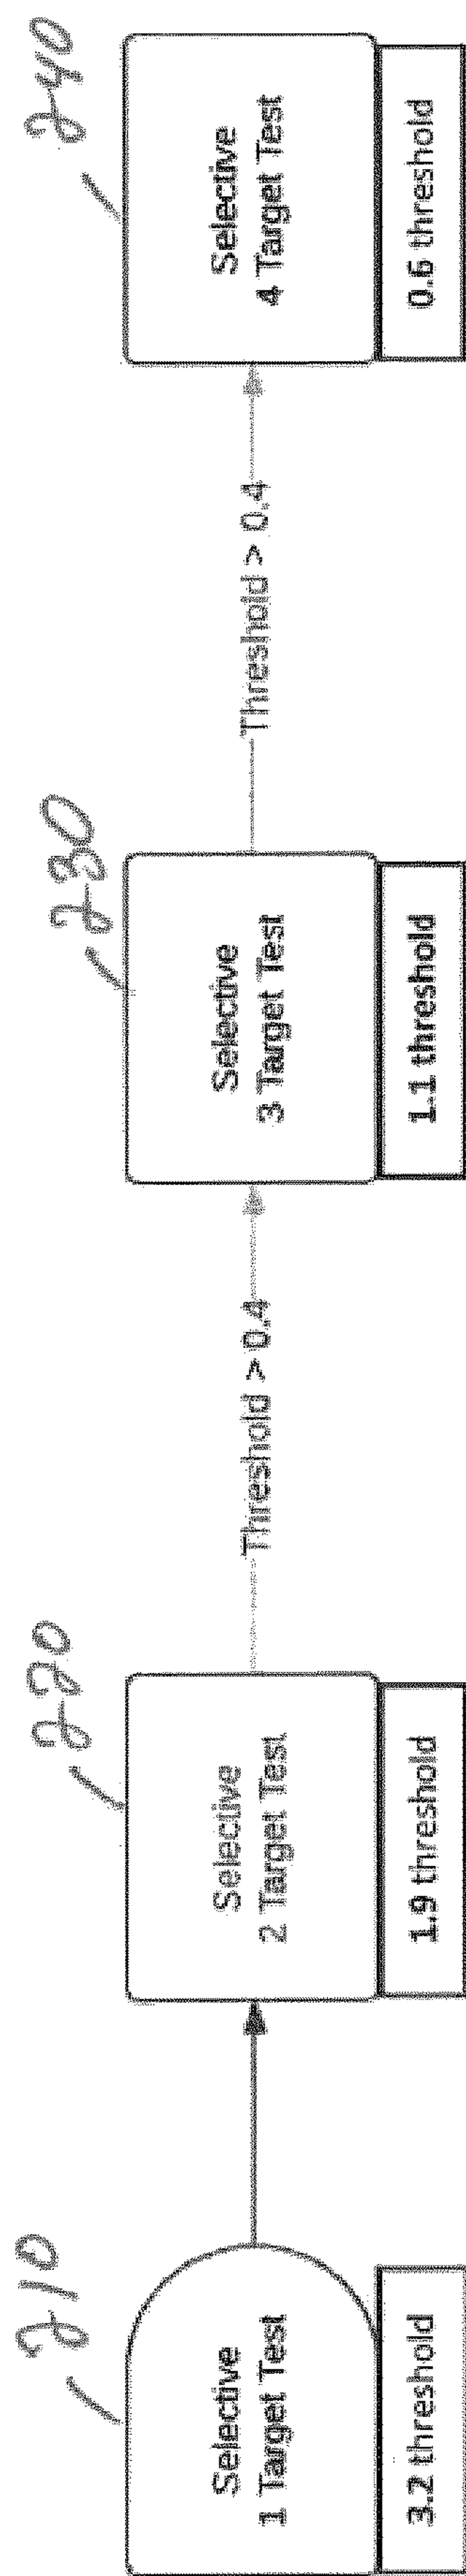 210
Selective
1 Target Test
3.2 threshold
220
Selective
2 Target Test
1.9 threshold
Threshold > 0.4
230
Selective
3 Target Test
1.1 threshold
Threshold > 0.4
240
Selective
4 Target Test
0.6 threshold